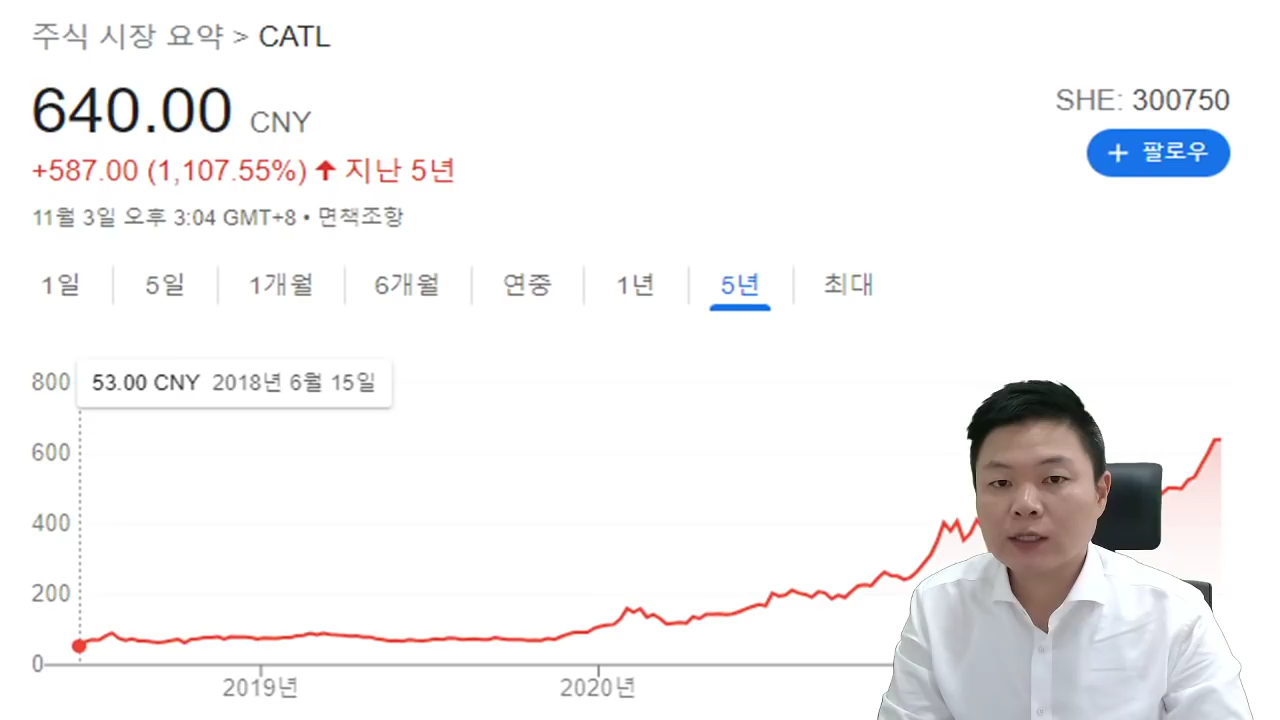 주식 시장 요약 > CATL
640.00 CNY
SHE: 300750
+ 팔로우
+587.00 (1,107.55%) ↑ 지난 5년
11월 3일 오후 3:04 GMT+8 • 면책조항
1일 5일 1개월 6개월 연중 1년 5년 최대
53.00 CNY 2018년 6월 15일
800
600
400
200
0
2019년 2020년